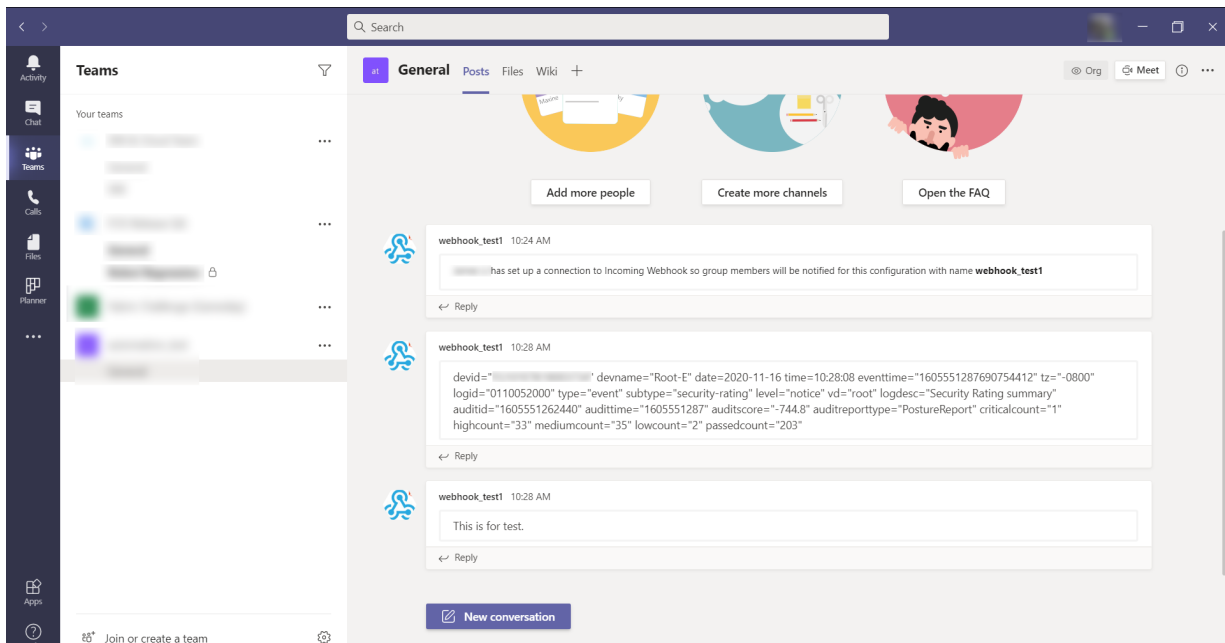 Search
Activity
Chat
Teams
Calls
Files
Planner
Apps
Teams
Your teams
Join or create a team
at
General
Posts
Files
Wiki
Org
Meet
Maxine
Add more people
Create more channels
Open the FAQ
webhook_test1 10:24 AM
has set up a connection to Incoming Webhook so group members will be notified for this configuration with name webhook_test1
Reply
webhook_test1 10:28 AM
devid=" ' devname="Root-E" date=2020-11-16 time=10:28:08 eventtime="1605551287690754412" tz="-0800"
logid="0110052000" type="event" subtype="security-rating" level="notice" vd="root" logdesc="Security Rating summary"
auditid="1605551262440" audittime="1605551287" auditscore="-744.8" auditreporttype="PostureReport" criticalcount="1"
highcount="33" mediumcount="35" lowcount="2" passedcount="203"
Reply
webhook_test1 10:28 AM
This is for test.
Reply
New conversation